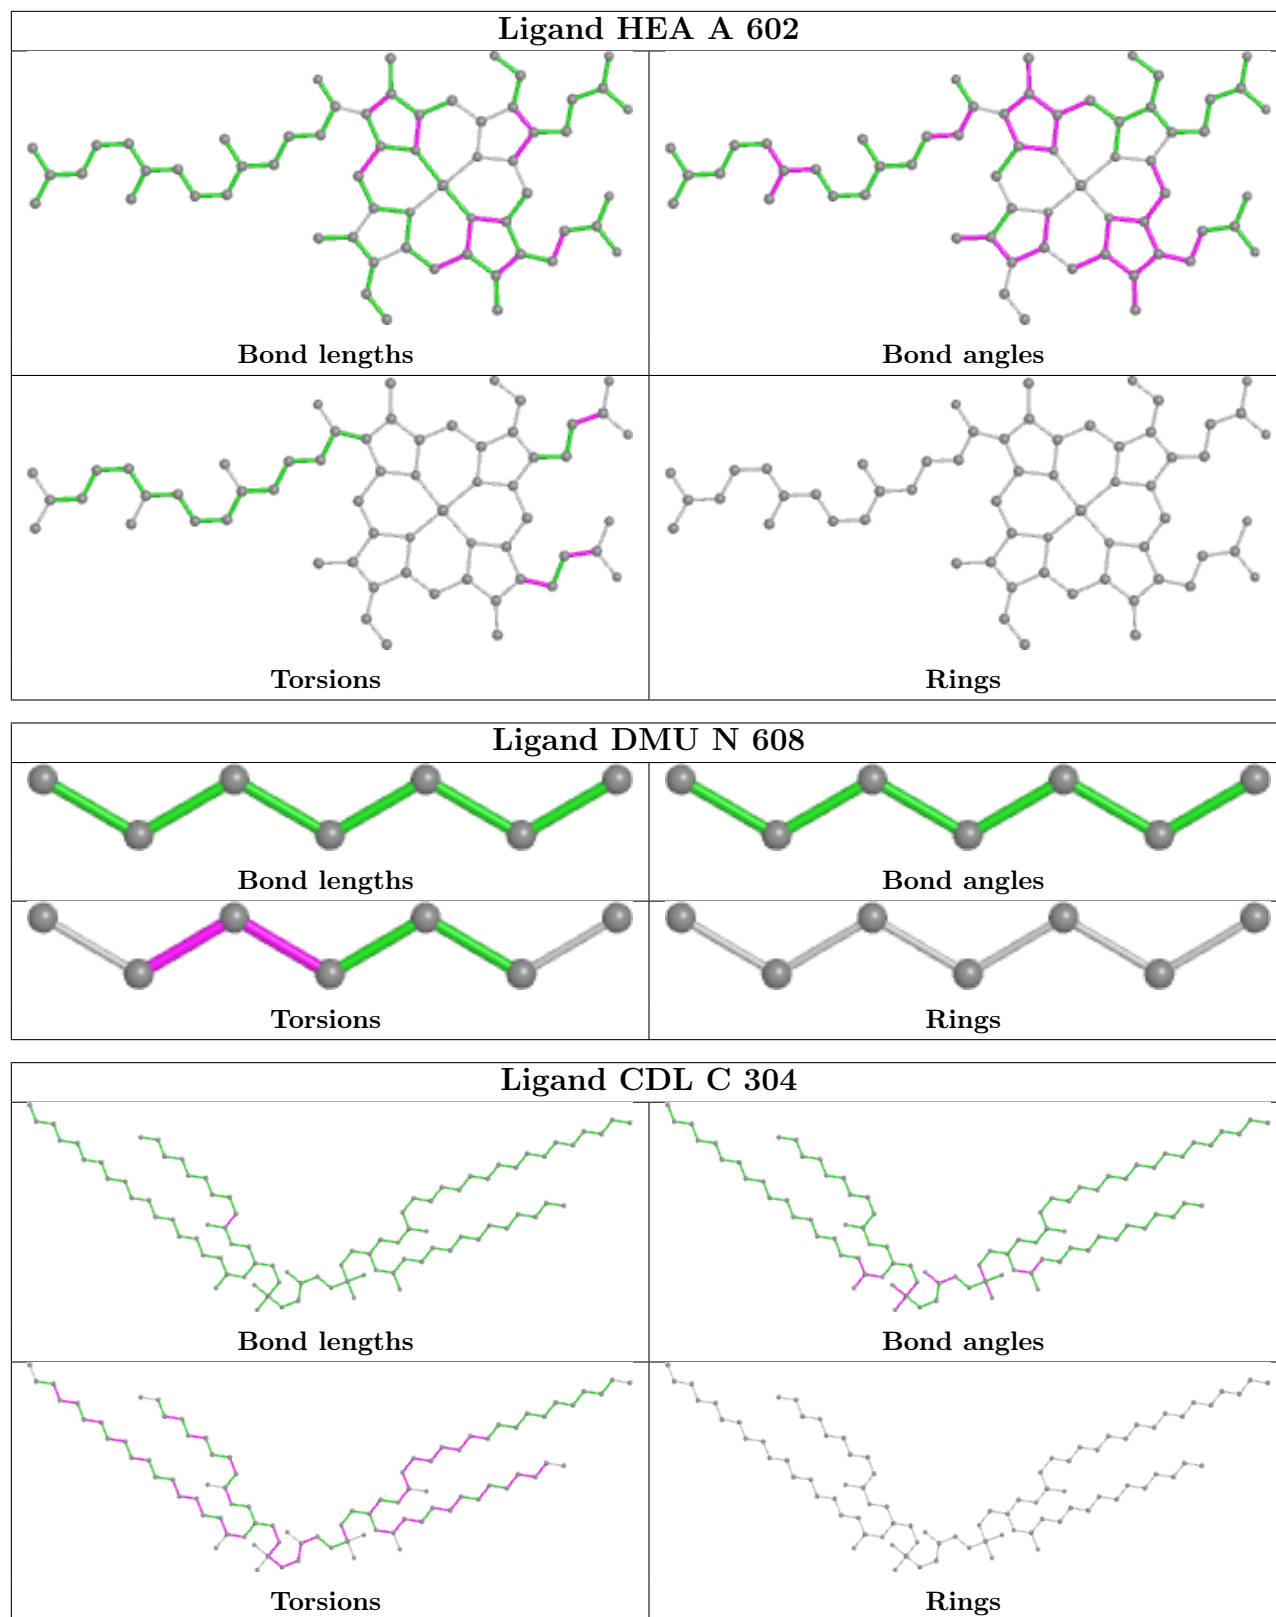 Ligand HEA A 602
Bond lengths
Bond angles
Torsions
Rings
Ligand DMU N 608
Bond lengths
Bond angles
Torsions
Rings
Ligand CDL C 304
Bond lengths
Bond angles
Torsions
Rings